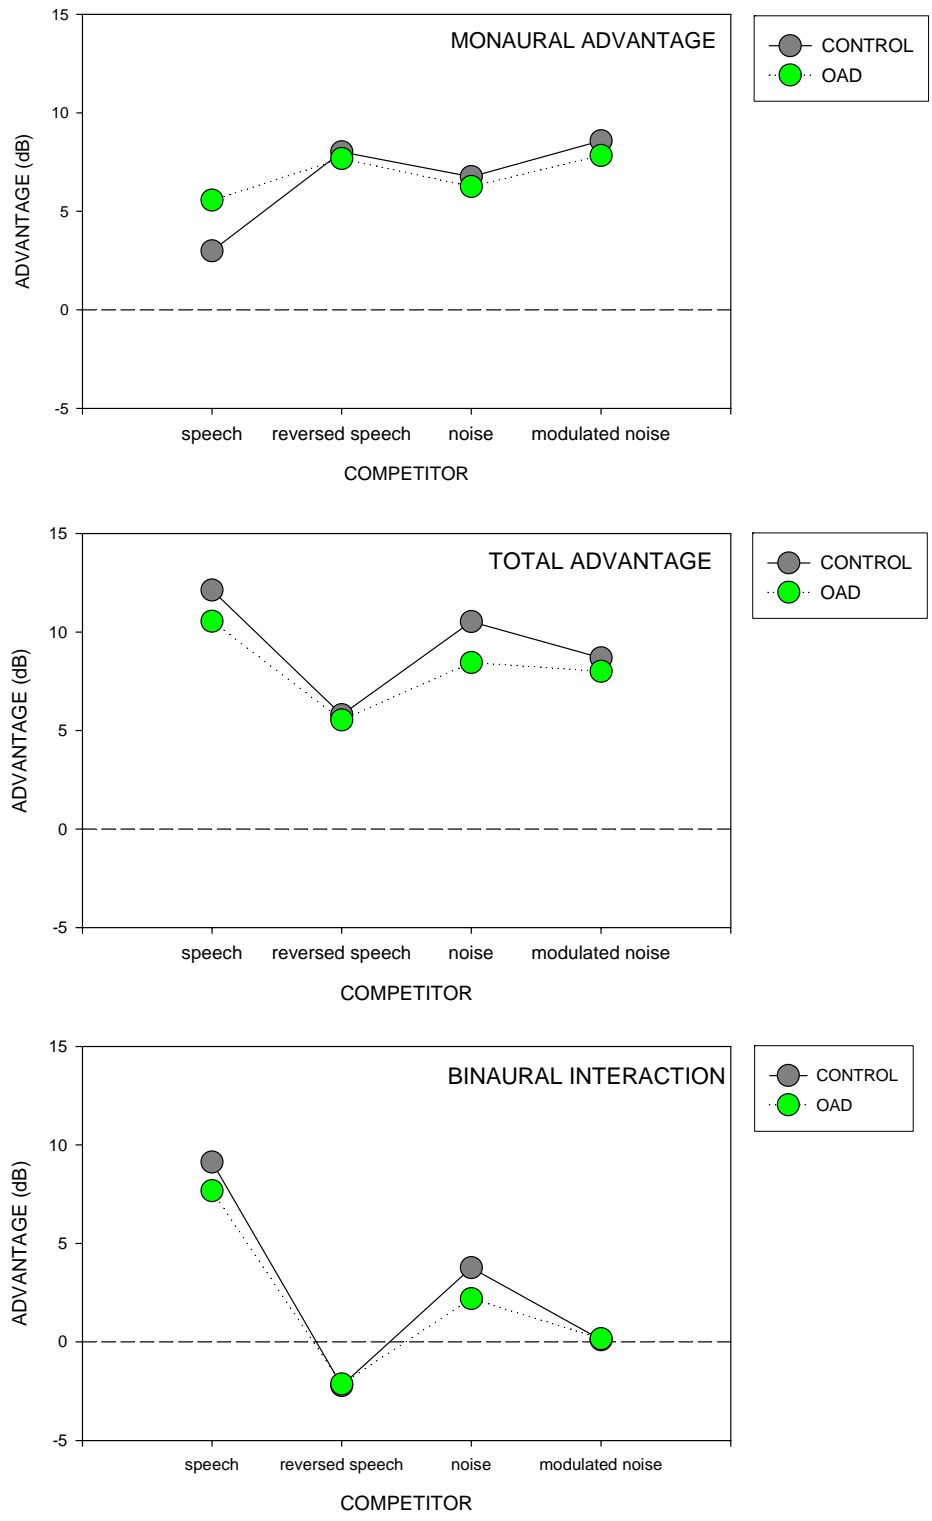 MONAURAL ADVANTAGE
CONTROL
OAD
15
10
5
0
-5
ADVANTAGE (dB)
speech reversed speech noise modulated noise
COMPETITOR
TOTAL ADVANTAGE
CONTROL
OAD
15
10
5
0
-5
ADVANTAGE (dB)
speech reversed speech noise modulated noise
COMPETITOR
BINAURAL INTERACTION
CONTROL
OAD
15
10
5
0
-5
ADVANTAGE (dB)
speech reversed speech noise modulated noise
COMPETITOR